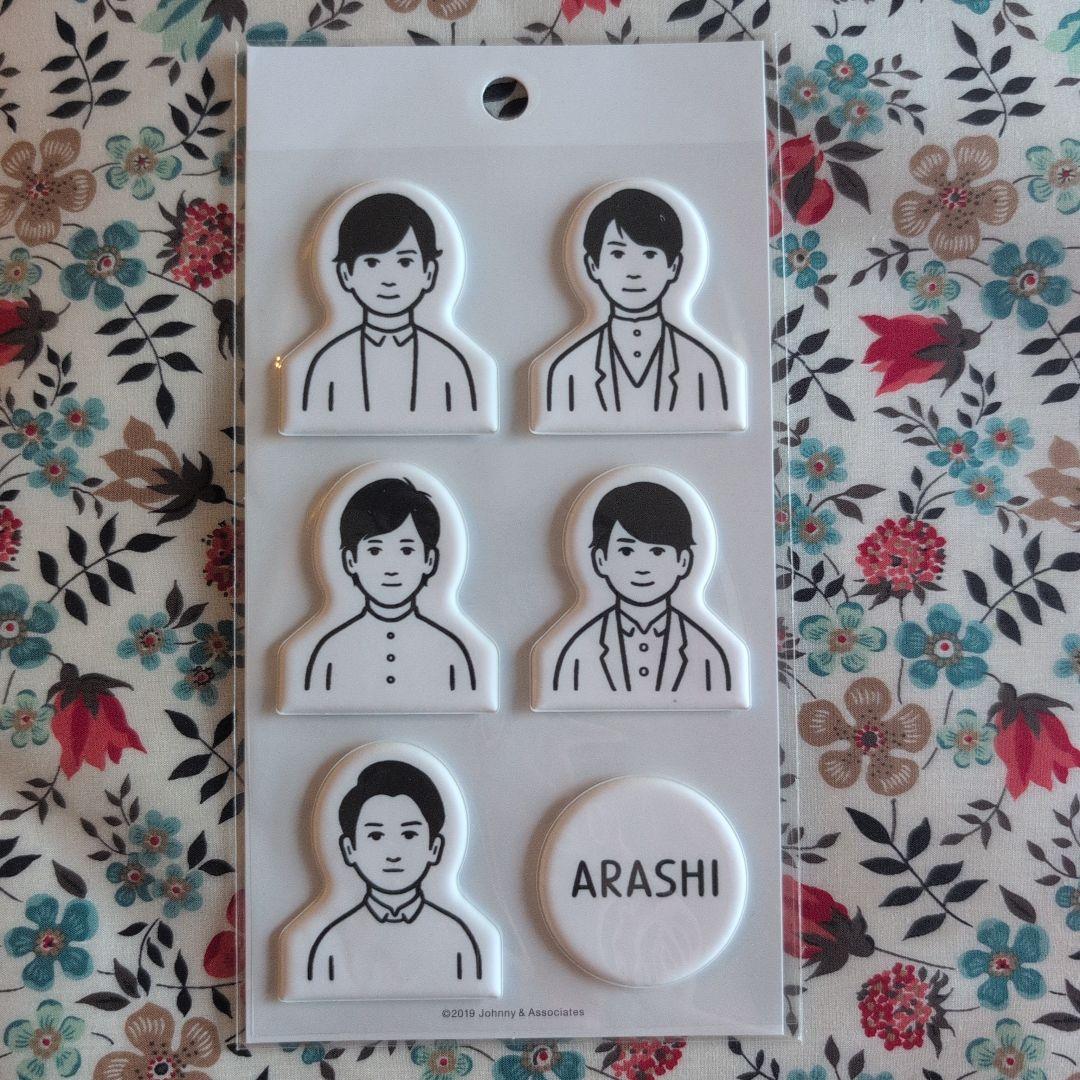 ARASHI
©2019 Johnny & Associates